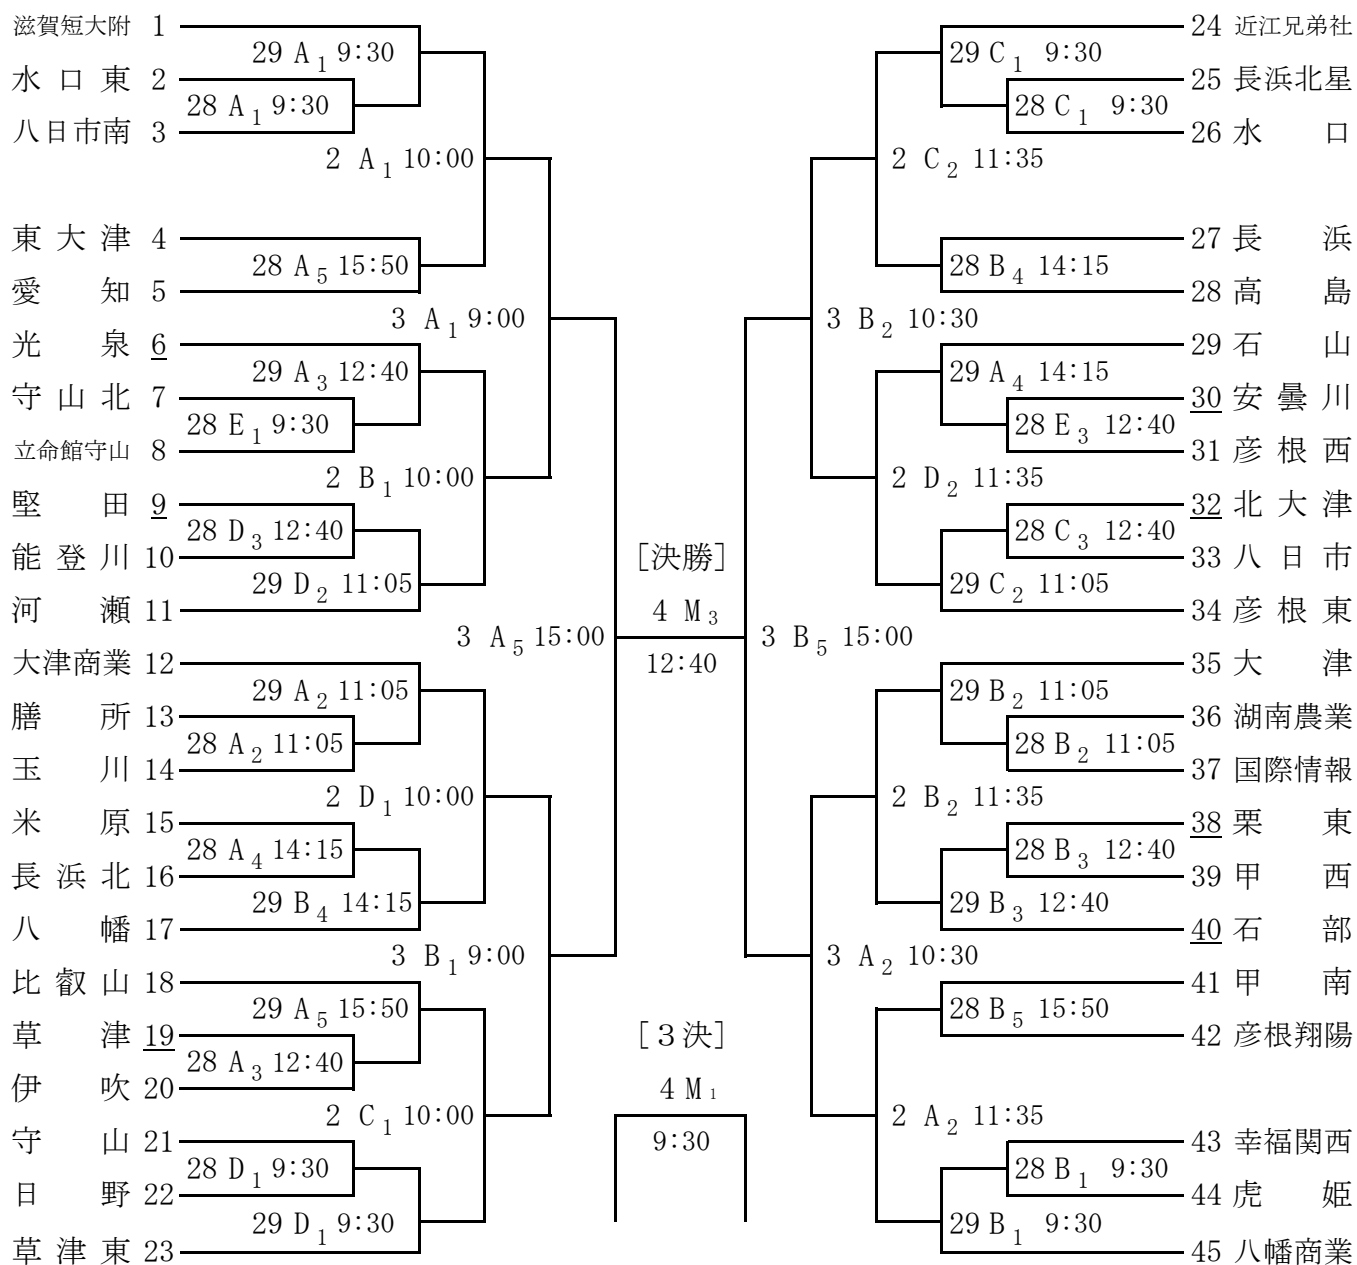 滋賀短大附 1
29 A1 9:30
水口東 2
28 A1 9:30
八日市南 3
2 A1 10:00
東大津 4
28 A5 15:50
愛知 5
3 A1 9:00
光泉 6
29 A3 12:40
守山北 7
28 E1 9:30
立命館守山 8
2 B1 10:00
堅田 9
28 D3 12:40
能登川 10
29 D2 11:05
河瀬 11
3 A5 15:00
大津商業 12
29 A2 11:05
膳所 13
28 A2 11:05
玉川 14
2 D1 10:00
米原 15
28 A4 14:15
長浜北 16
29 B4 14:15
八幡 17
3 B1 9:00
比叡山 18
29 A5 15:50
草津 19
28 A3 12:40
伊吹 20
2 C1 10:00
守山 21
28 D1 9:30
日野 22
29 D1 9:30
草津東 23
[決勝]
4 M3
12:40
[3決]
4 M1
9:30
24 近江兄弟社
29 C1 9:30
25 長浜北星
28 C1 9:30
26 水口
2 C2 11:35
27 長浜
28 B4 14:15
28 高島
3 B2 10:30
29 石山
29 A4 14:15
30 安曇川
28 E3 12:40
31 彦根西
2 D2 11:35
32 北大津
28 C3 12:40
33 八日市
29 C2 11:05
34 彦根東
3 B5 15:00
35 大津
29 B2 11:05
36 湖南農業
28 B2 11:05
37 国際情報
2 B2 11:35
38 栗東
28 B3 12:40
39 甲西
29 B3 12:40
40 石部
3 A2 10:30
41 甲南
28 B5 15:50
42 彦根翔陽
2 A2 11:35
43 幸福関西
28 B1 9:30
44 虎姫
29 B1 9:30
45 八幡商業